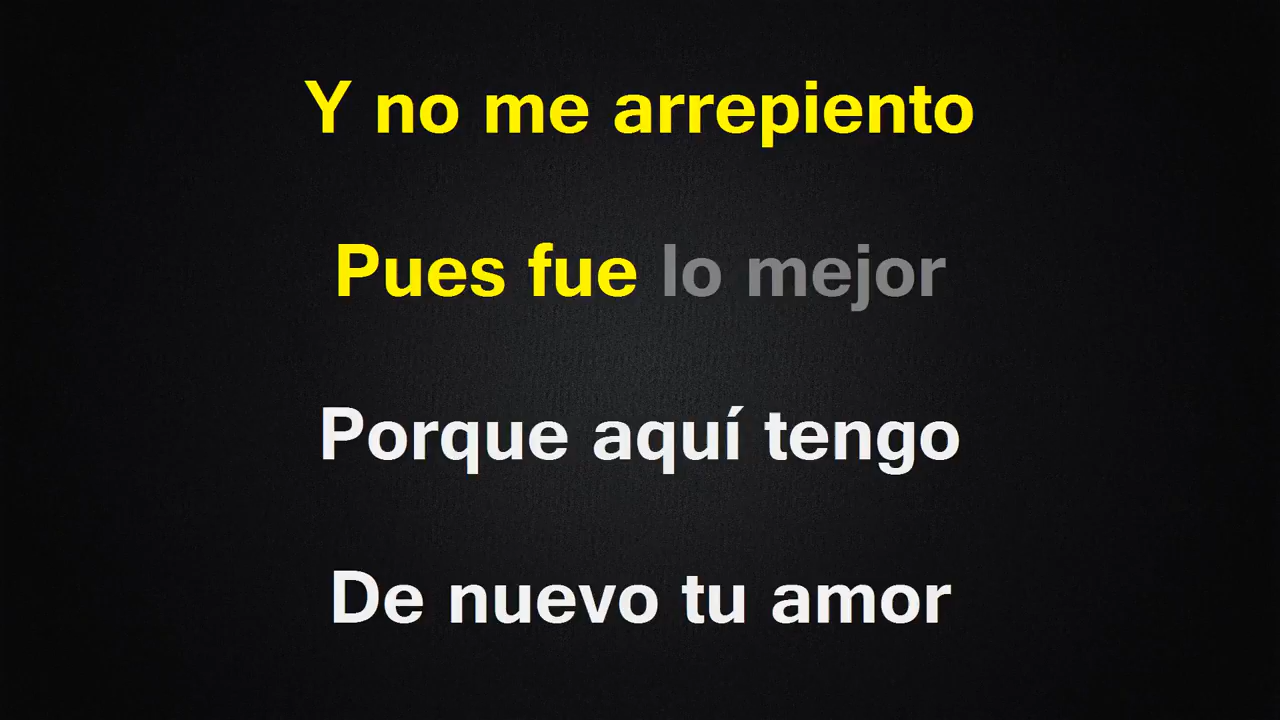 Y no me arrepiento
Pues fue lo mejor
Porque aquí tengo
De nuevo tu amor